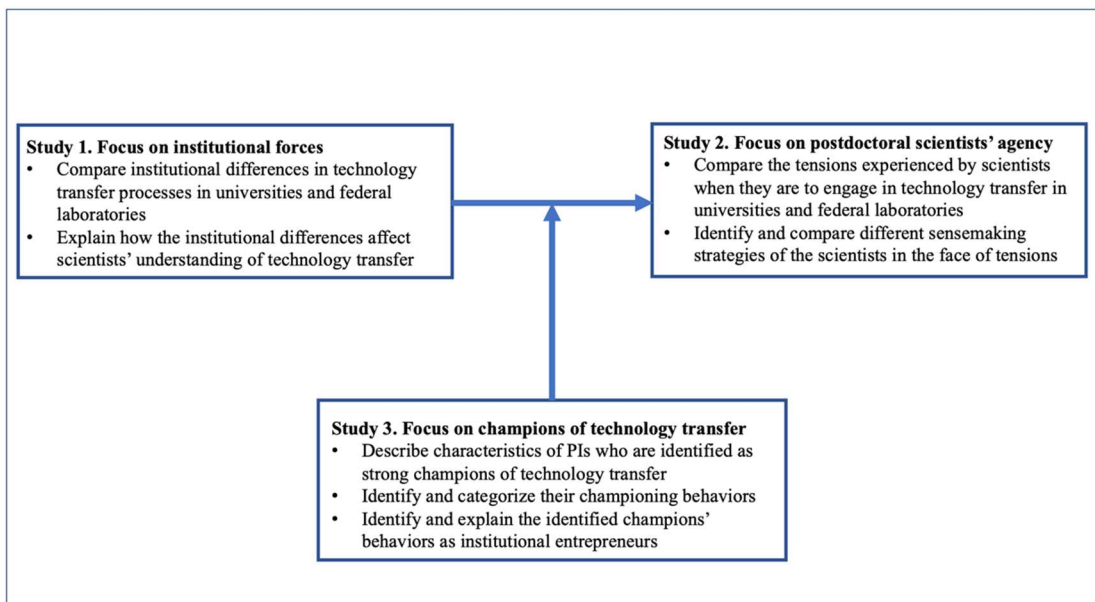 Study 1. Focus on institutional forces
• Compare institutional differences in technology
transfer processes in universities and federal
laboratories
• Explain how the institutional differences affect
scientists’ understanding of technology transfer
Study 2. Focus on postdoctoral scientists’ agency
• Compare the tensions experienced by scientists
when they are to engage in technology transfer in
universities and federal laboratories
• Identify and compare different sensemaking
strategies of the scientists in the face of tensions
Study 3. Focus on champions of technology transfer
• Describe characteristics of PIs who are identified as
strong champions of technology transfer
• Identify and categorize their championing behaviors
• Identify and explain the identified champions’
behaviors as institutional entrepreneurs